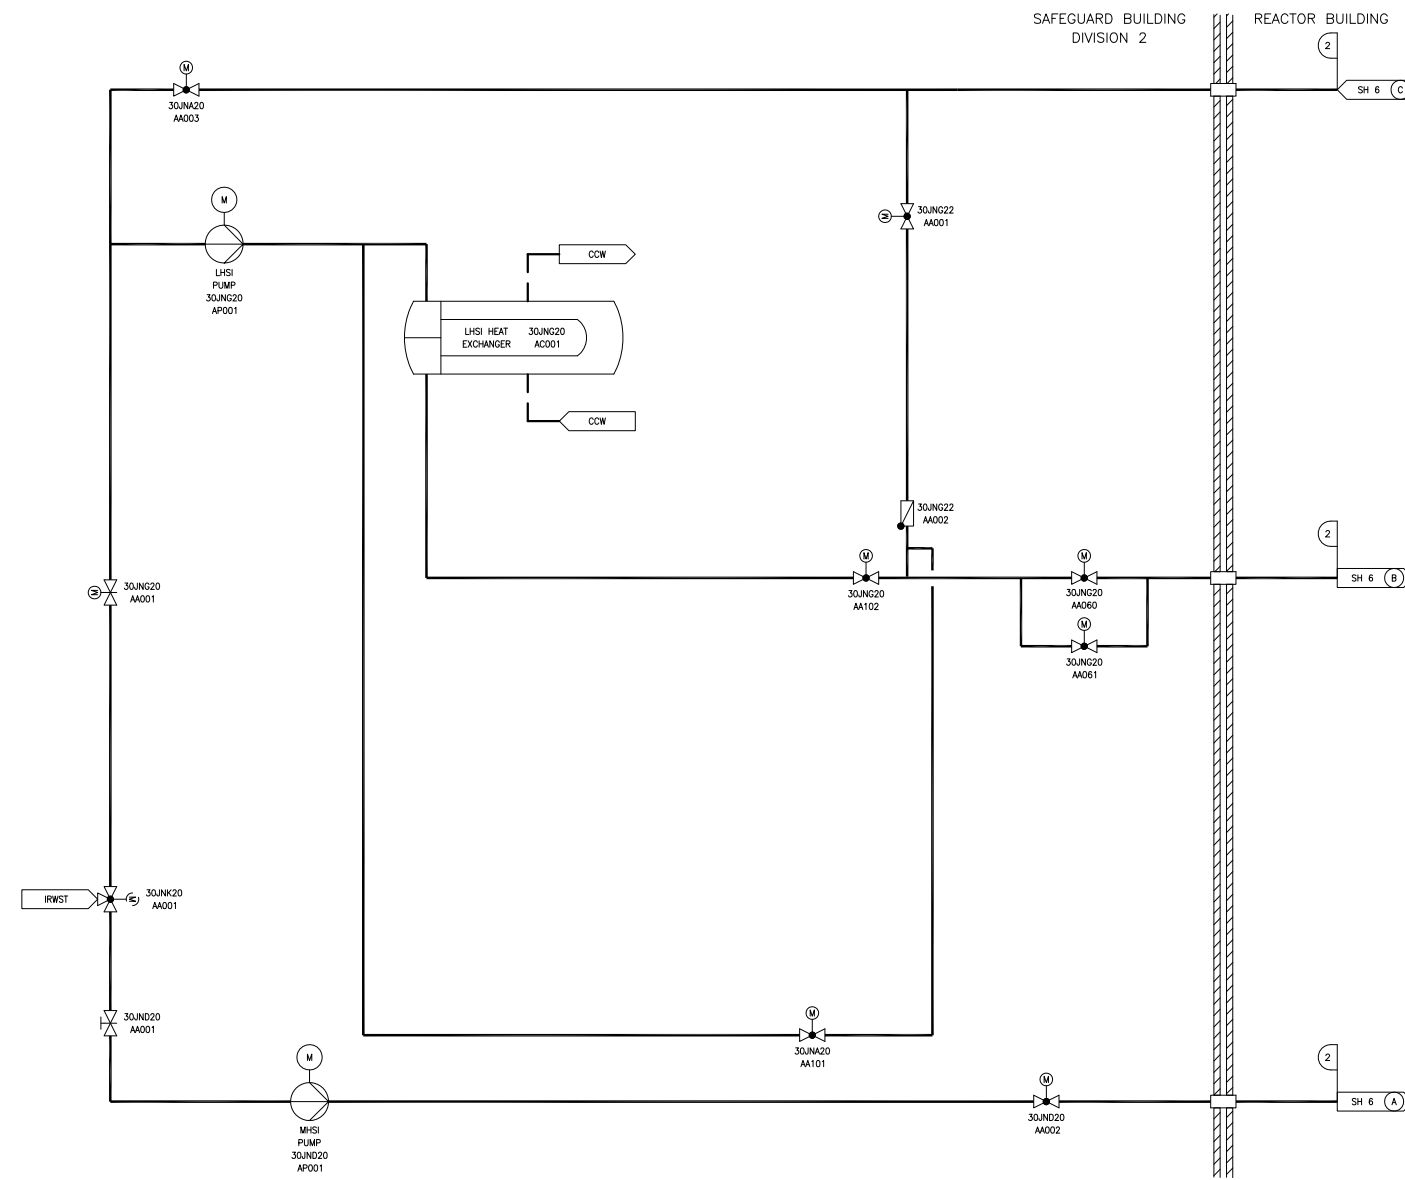 SAFEGUARD BUILDING
DIVISION 2
REACTOR BUILDING
2
M
30JNA20
AA003
SH 6 C
M
LHSI
PUMP
30JNG20
AP001
M
30JNG22
AA001
CCW
LHSI HEAT
EXCHANGER
30JNG20
AC001
CCW
30JNG22
AA002
2
M
30JNG20
AA001
M
30JNG20
AA102
M
30JNG20
AA060
SH 6 B
M
30JNG20
AA061
IRWST
M
30JNK20
AA001
30JND20
AA001
M
30JNA20
AA101
2
M
MHSI
PUMP
30JND20
AP001
M
30JND20
AA002
SH 6 A